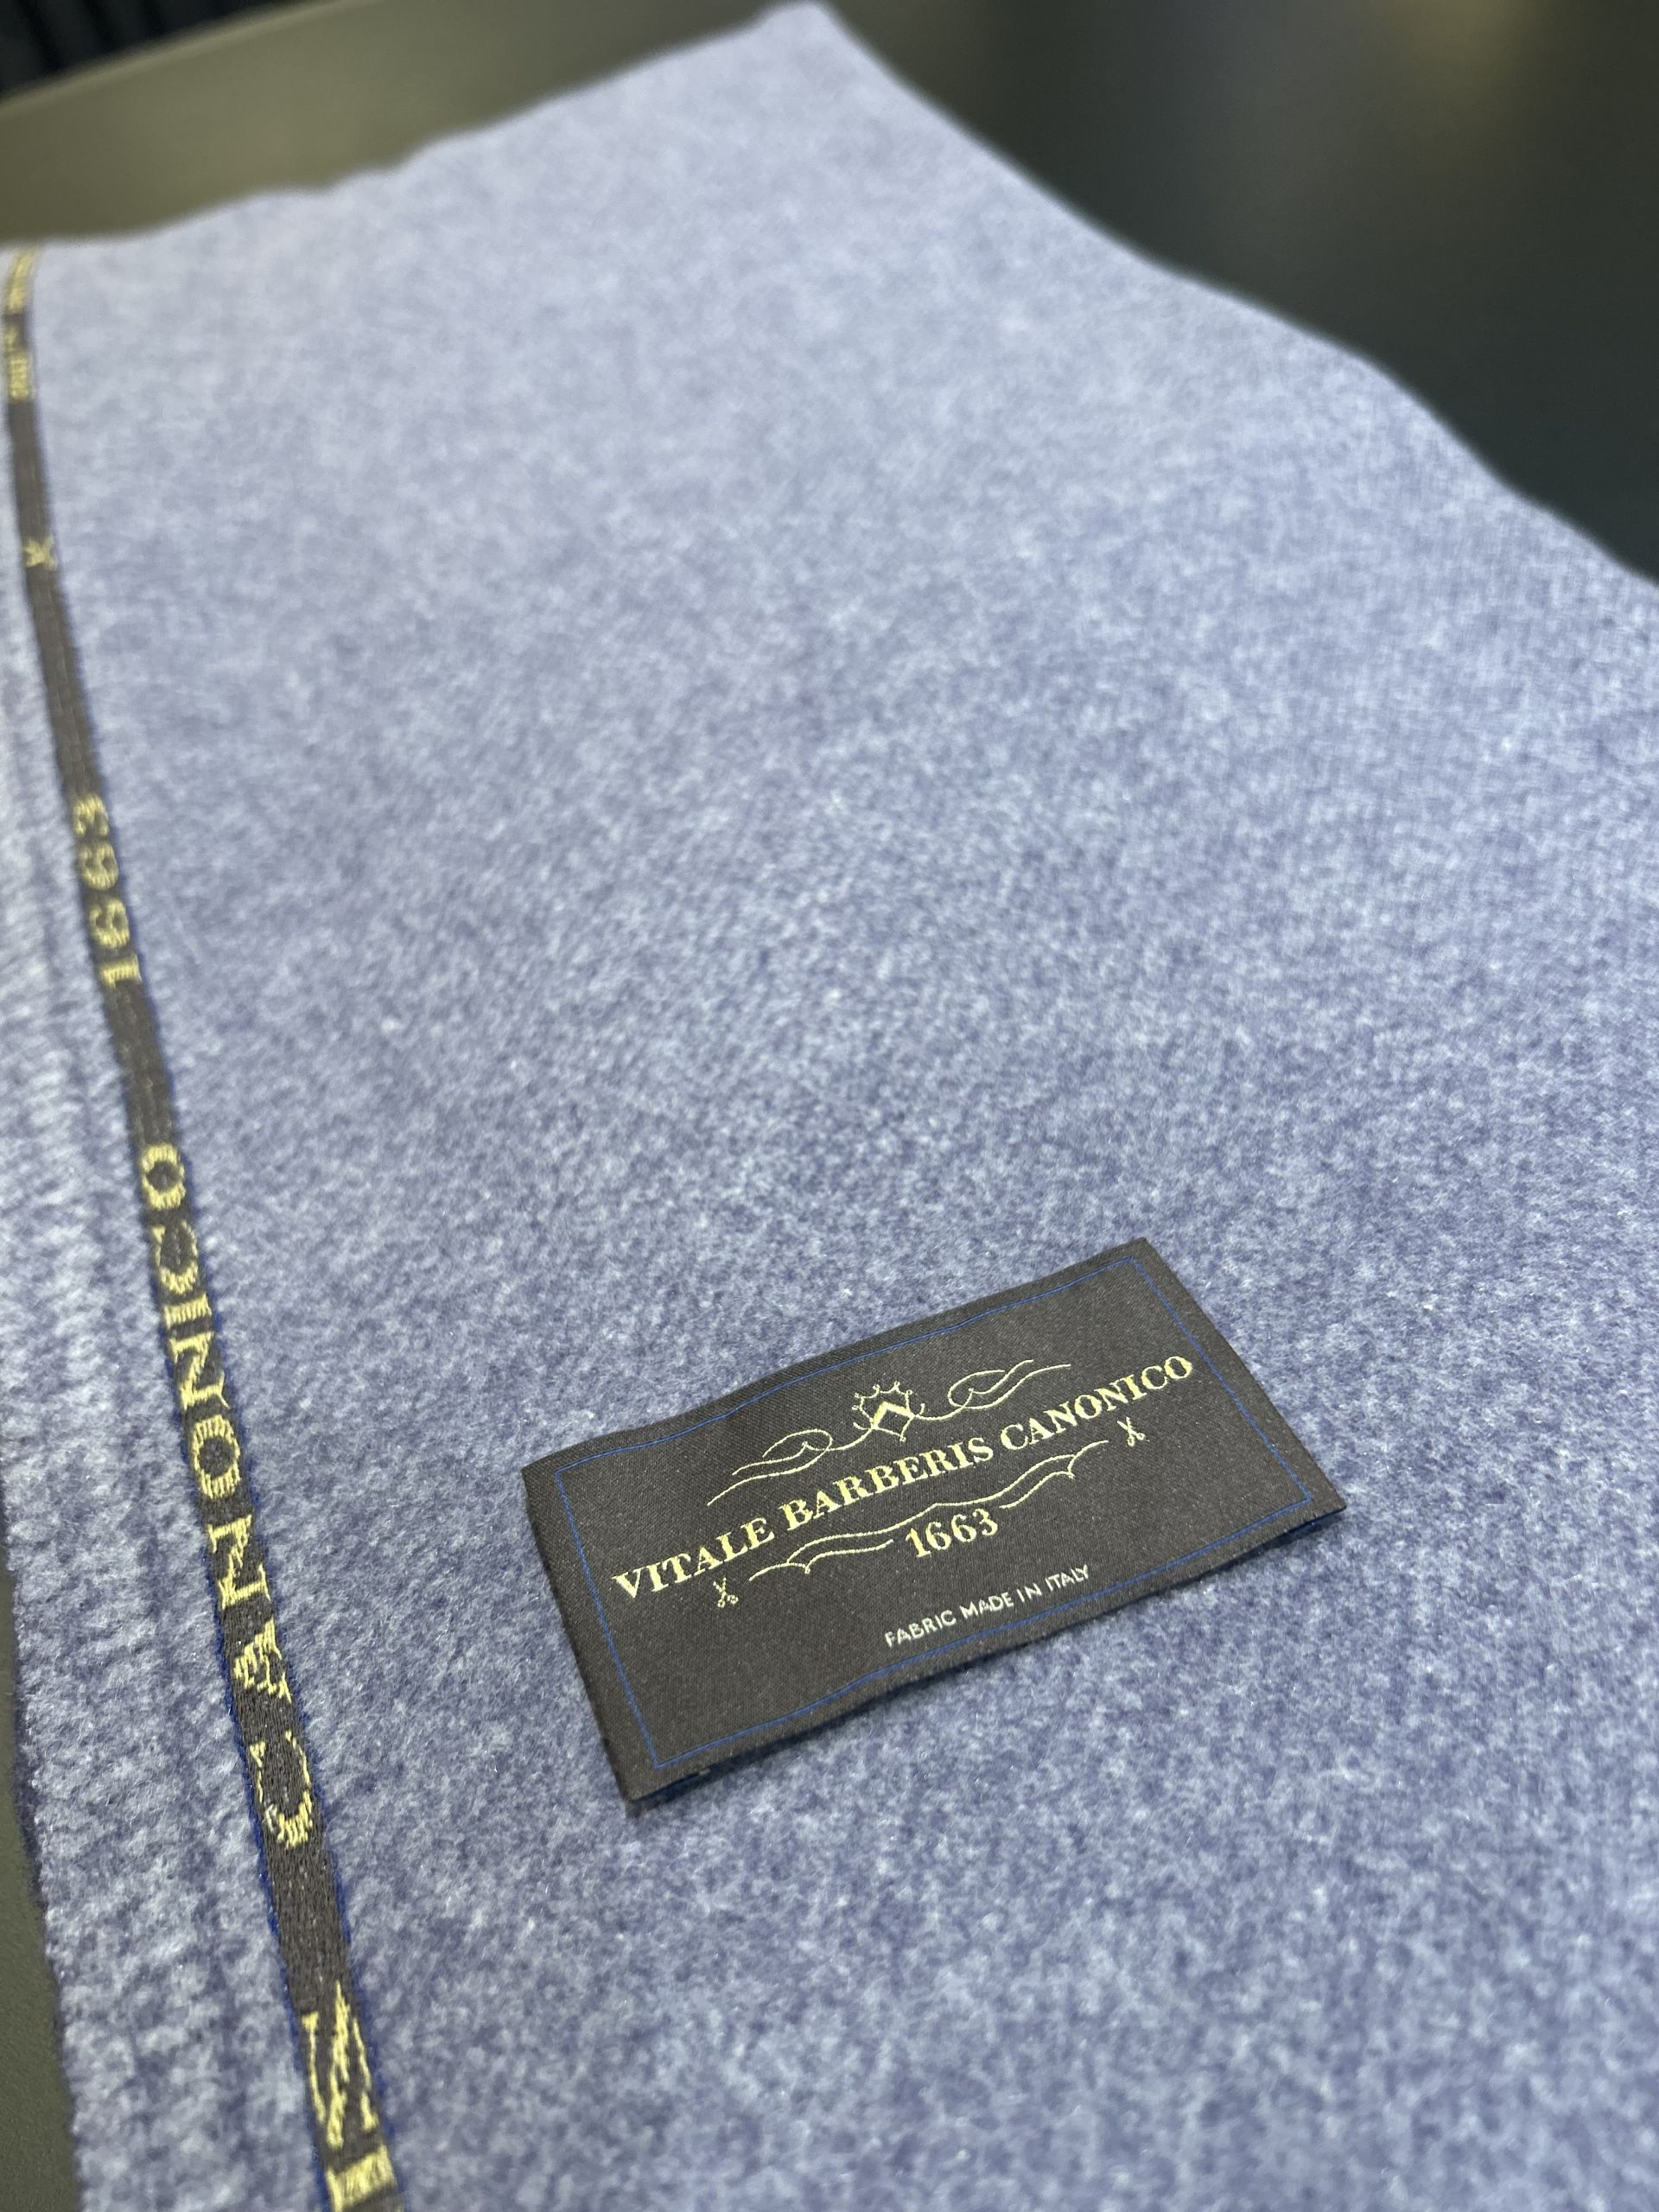 VITALE BARBERIS CANONICO
1663
FABRIC MADE IN ITALY
CANONICO 1663